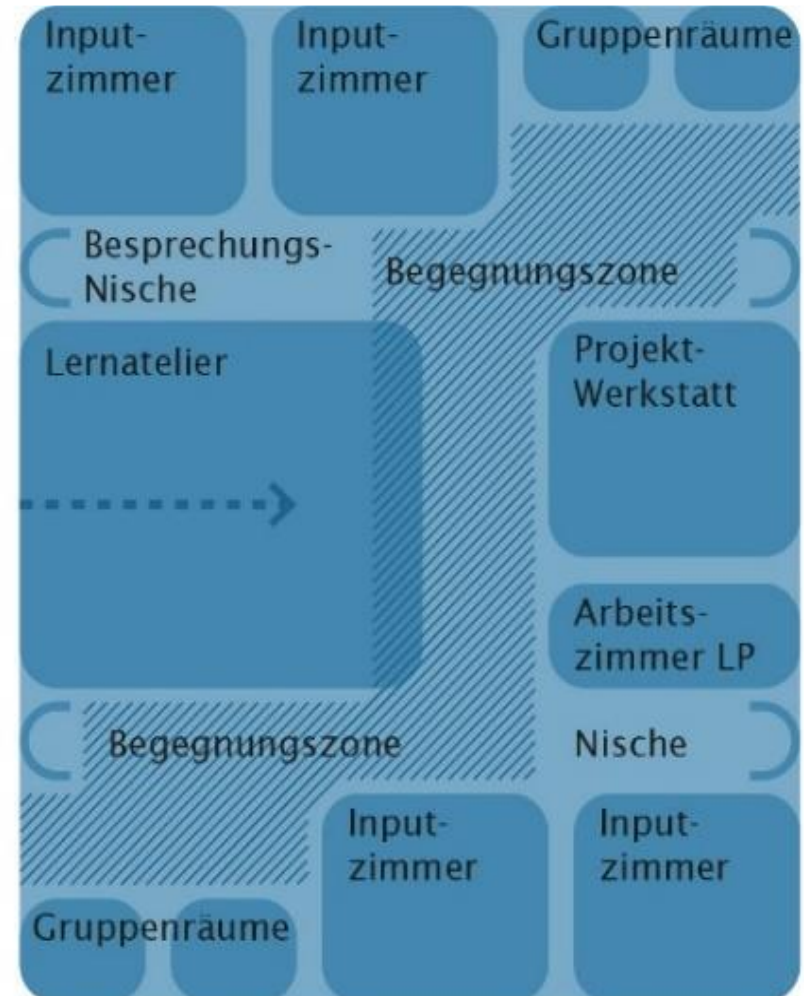 Input-
zimmer
Input-
zimmer
Gruppenräume
Besprechungs-
Nische
Begegnungszone
Lernatelier
Projekt-
Werkstatt
Arbeits-
zimmer LP
Begegnungszone
Nische
Input-
zimmer
Input-
zimmer
Gruppenräume